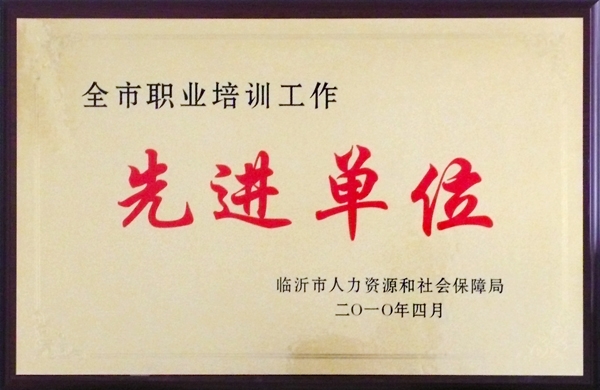 全市职业培训工作
先进单位
临沂市人力资源和社会保障局
二〇一〇年四月